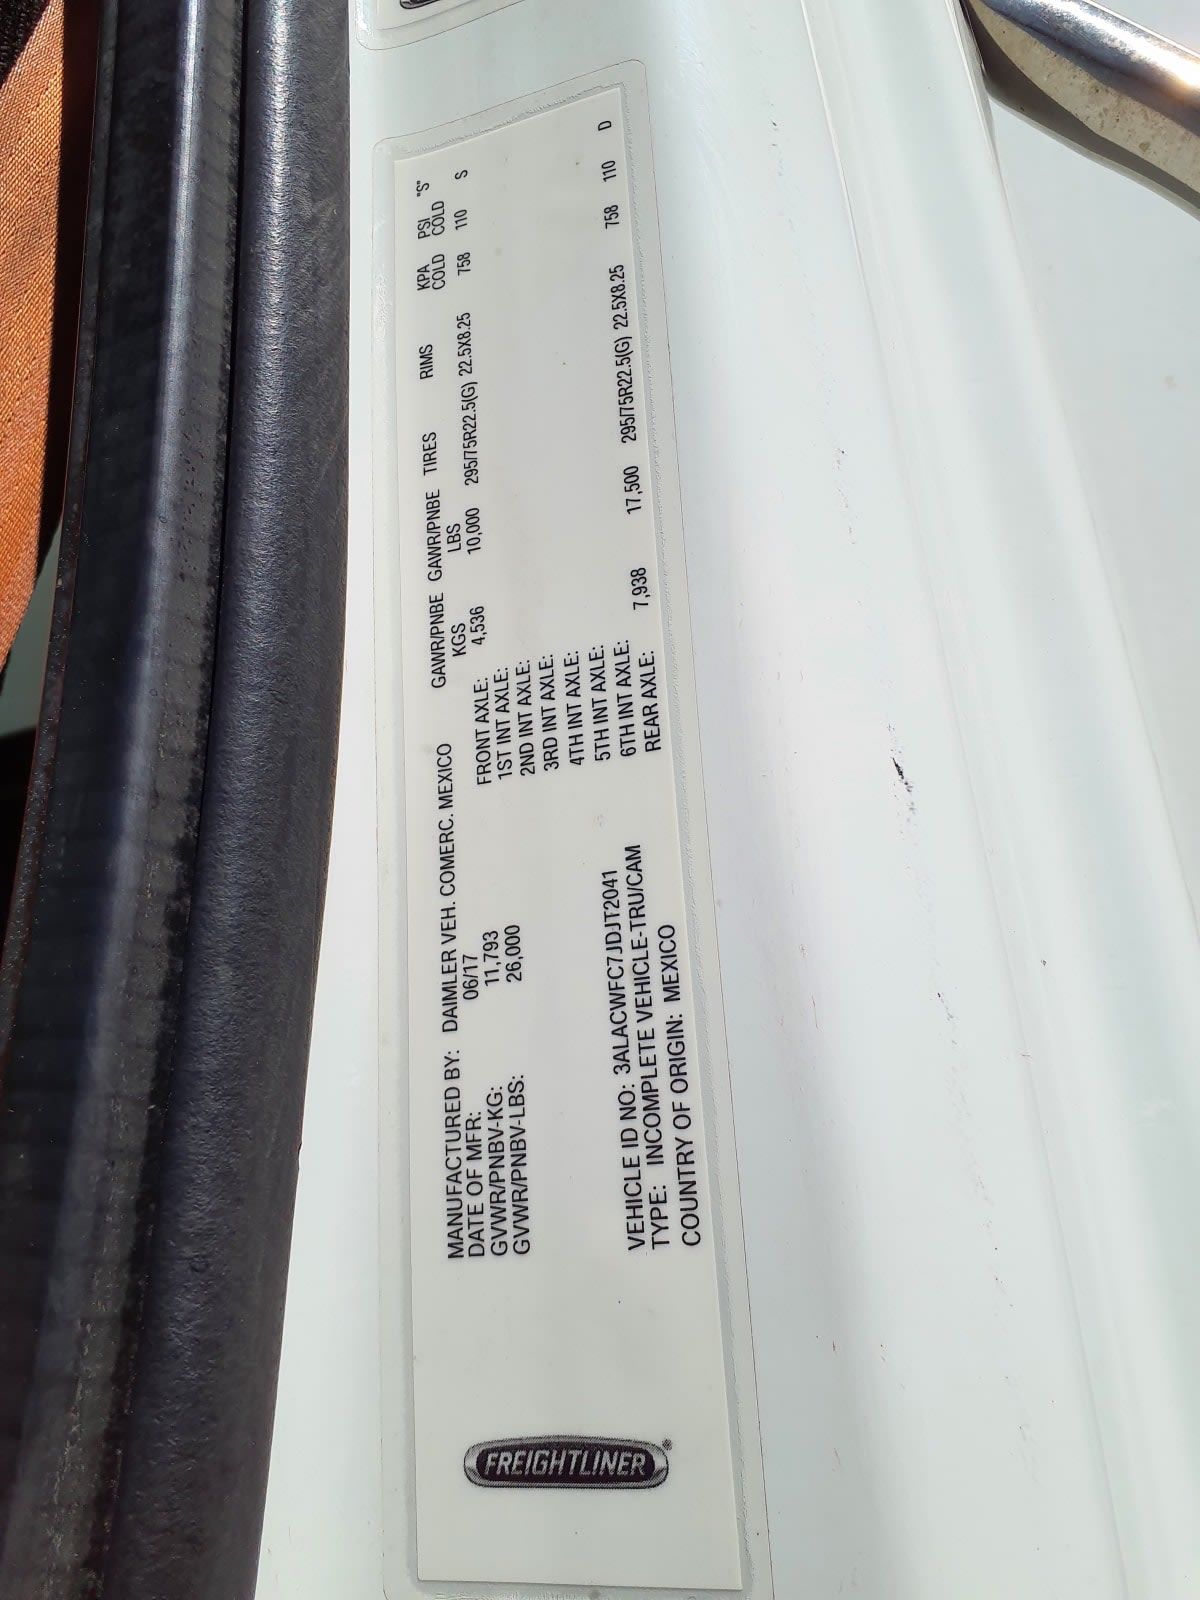 FREIGHTLINER®
MANUFACTURED BY: DAIMLER VEH. COMERC. MEXICO
DATE OF MFR: 06/17
GVWR/PNBV-KG: 11,793
GVWR/PNBV-LBS: 26,000
VEHICLE ID NO: 3ALACWFC7JDJT2041
TYPE: INCOMPLETE VEHICLE-TRU/CAM
COUNTRY OF ORIGIN: MEXICO
GAWR/PNBE GAWR/PNBE TIRES RIMS KPA PSI "S"
KGS LBS COLD COLD
FRONT AXLE: 4,536 10,000 295/75R22.5(G) 22.5X8.25 758 110 S
1ST INT AXLE:
2ND INT AXLE:
3RD INT AXLE:
4TH INT AXLE:
5TH INT AXLE:
6TH INT AXLE:
REAR AXLE: 7,938 17,500 295/75R22.5(G) 22.5X8.25 758 110 D